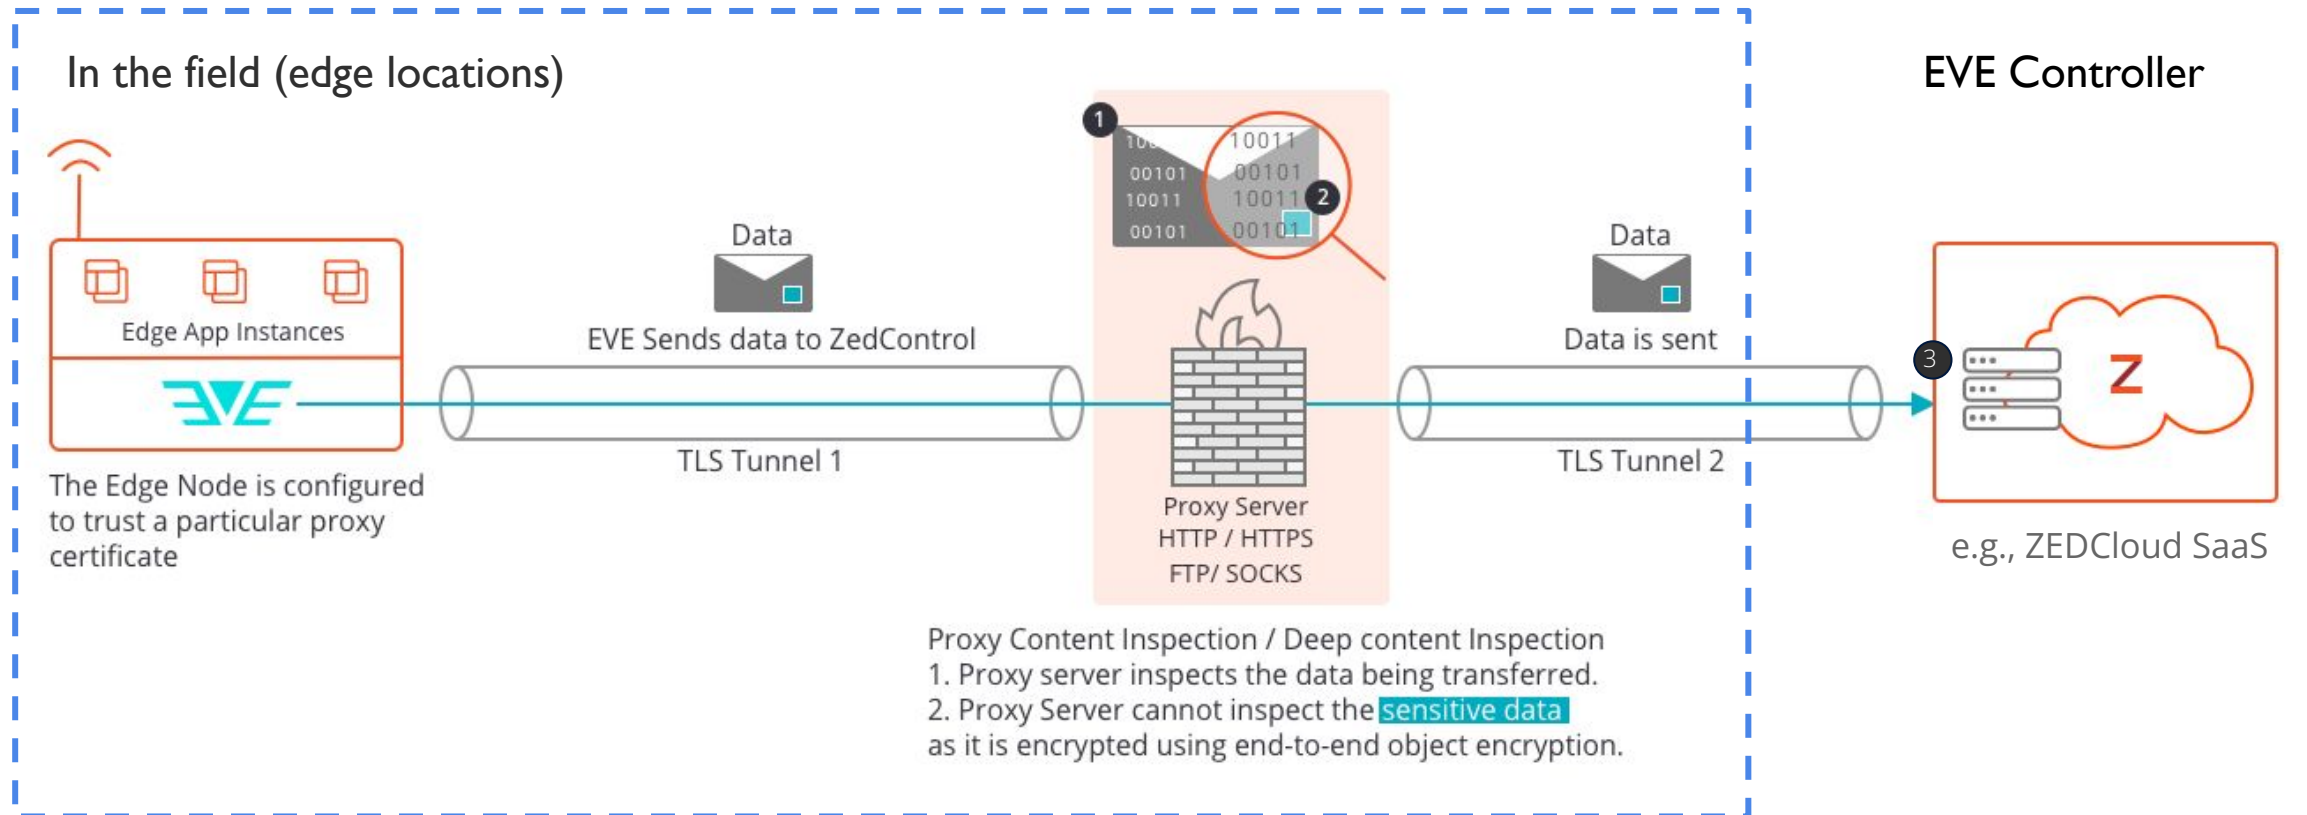 In the field (edge locations)
EVE Controller
1
10011
00101
10011
00101
10011
00101
10011
00101
2
Data
Data
Edge App Instances
EVE Sends data to ZedControl
Data is sent
3
Z
EVE
TLS Tunnel 1
TLS Tunnel 2
The Edge Node is configured
to trust a particular proxy
certificate
Proxy Server
HTTP / HTTPS
FTP/ SOCKS
e.g., ZEDCloud SaaS
Proxy Content Inspection / Deep content Inspection
1. Proxy server inspects the data being transferred.
2. Proxy Server cannot inspect the sensitive data
as it is encrypted using end-to-end object encryption.